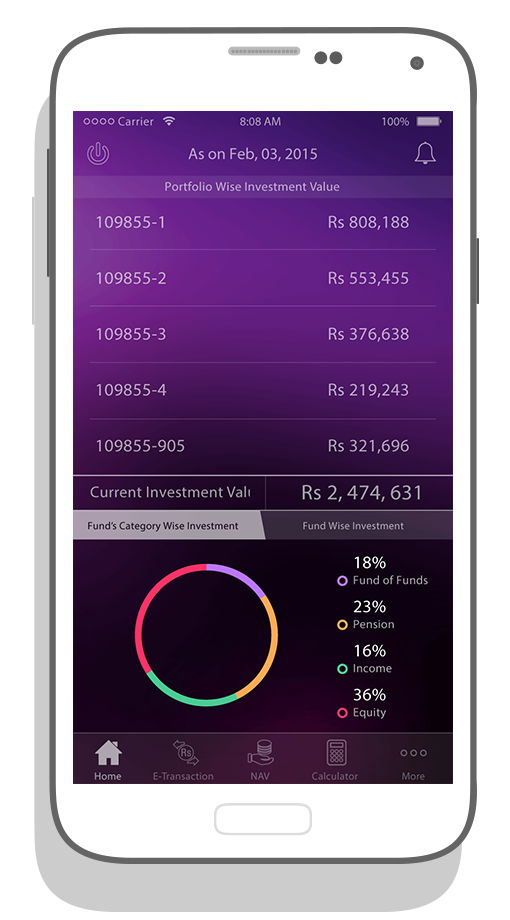 Carrier 8:08 AM 100%
As on Feb, 03, 2015
Portfolio Wise Investment Value
109855-1 Rs 808,188
109855-2 Rs 553,455
109855-3 Rs 376,638
109855-4 Rs 219,243
109855-905 Rs 321,696
Current Investment Valu Rs 2, 474, 631
Fund's Category Wise Investment Fund Wise Investment
18%
Fund of Funds
23%
Pension
16%
Income
36%
Equity
Rs
Home E-Transaction NAV Calculator More